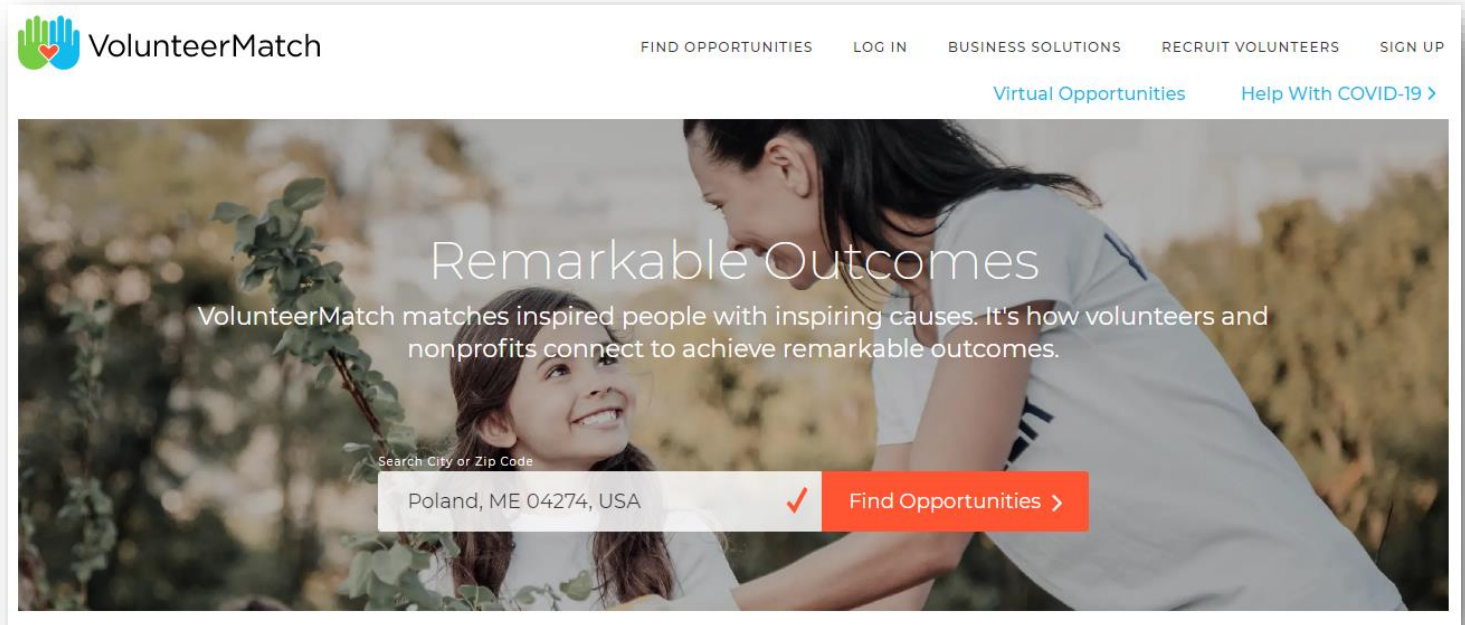 VolunteerMatch
FIND OPPORTUNITIES LOG IN BUSINESS SOLUTIONS RECRUIT VOLUNTEERS SIGN UP
Virtual Opportunities Help With COVID-19 >
Remarkable Outcomes
VolunteerMatch matches inspired people with inspiring causes. It's how volunteers and
nonprofits connect to achieve remarkable outcomes.
Search City or Zip Code
Poland, ME 04274, USA
Find Opportunities >